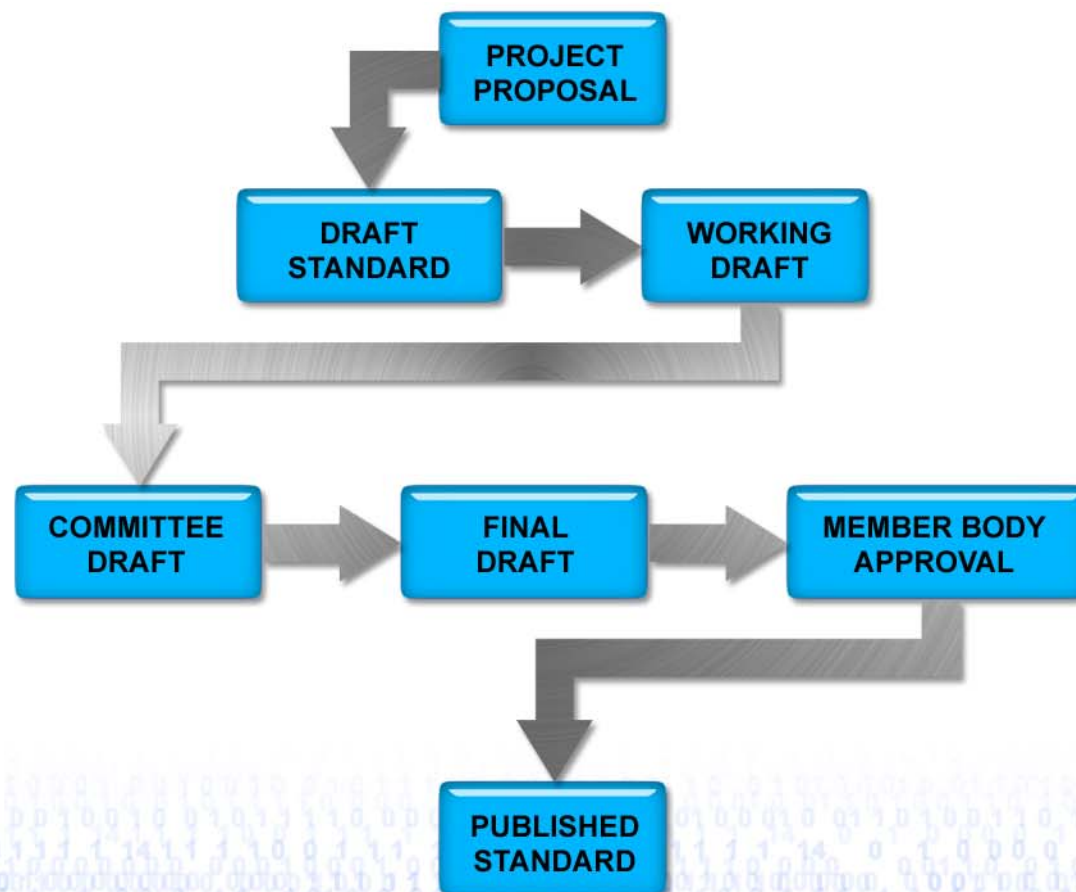 PROJECT
PROPOSAL
DRAFT
STANDARD
WORKING
DRAFT
COMMITTEE
DRAFT
FINAL
DRAFT
MEMBER BODY
APPROVAL
PUBLISHED
STANDARD